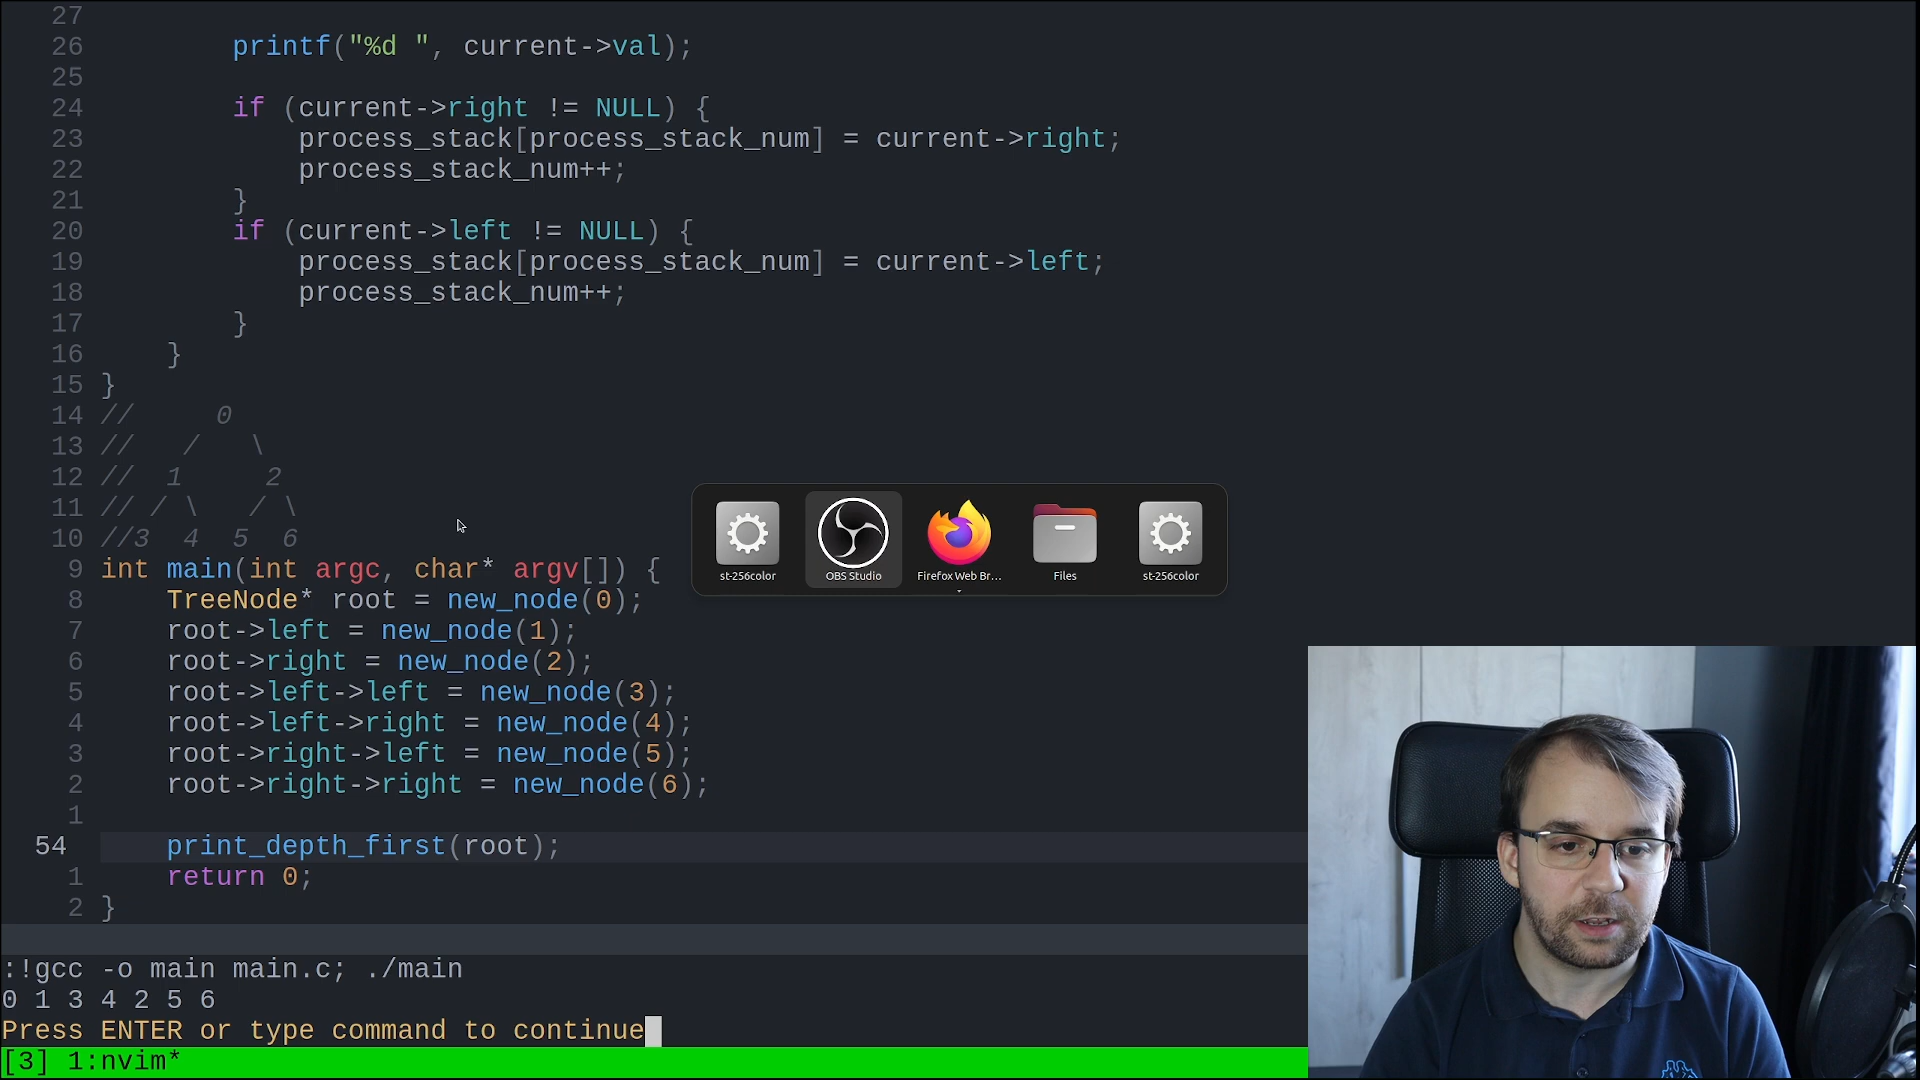 27
26         printf("%d ", current->val);
25
24         if (current->right != NULL) {
23             process_stack[process_stack_num] = current->right;
22             process_stack_num++;
21         }
20         if (current->left != NULL) {
19             process_stack[process_stack_num] = current->left;
18             process_stack_num++;
17         }
16     }
15 }
14 //     0
13 //   /   \
12 //  1     2
11 // / \   / \
10 //3  4  5  6
9 int main(int argc, char* argv[]) {
8     TreeNode* root = new_node(0);
7     root->left = new_node(1);
6     root->right = new_node(2);
5     root->left->left = new_node(3);
4     root->left->right = new_node(4);
3     root->right->left = new_node(5);
2     root->right->right = new_node(6);
1
54     print_depth_first(root);
1     return 0;
2 }
st-256color OBS Studio Firefox Web Br... Files st-256color
:!gcc -o main main.c; ./main
0 1 3 4 2 5 6
Press ENTER or type command to continue
[3] 1:nvim*